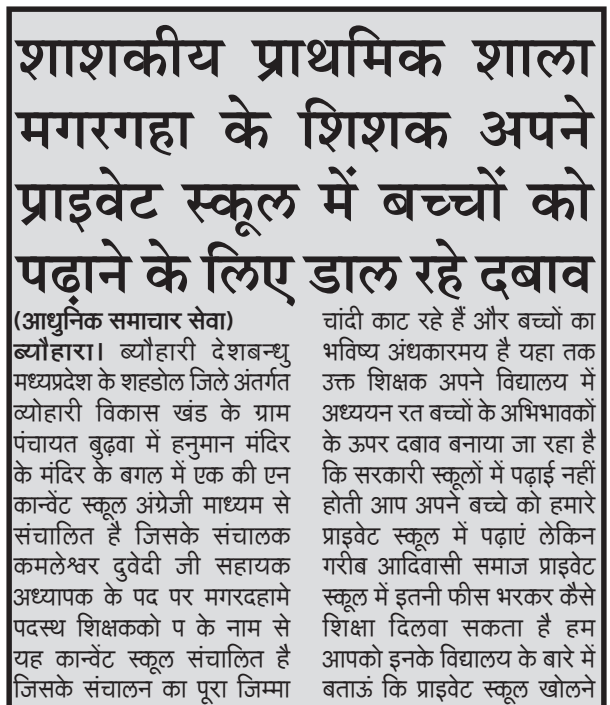 शाशकीय प्राथमिक शाला
मगरगहा के शिशक अपने
प्राइवेट स्कूल में बच्चों को
पढ़ाने के लिए डाल रहे दबाव
(आधुनिक समाचार सेवा)
ब्यौहारा। ब्यौहारी देशबन्धु
मध्यप्रदेश के शहडोल जिले अंतर्गत
व्योहारी विकास खंड के ग्राम
पंचायत बुढ़वा में हनुमान मंदिर
के मंदिर के बगल में एक की एन
कान्वेंट स्कूल अंग्रेजी माध्यम से
संचालित है जिसके संचालक
कमलेश्वर दुवेदी जी सहायक
अध्यापक के पद पर मगरदहामे
पदस्थ शिक्षकको प के नाम से
यह कान्वेंट स्कूल संचालित है
जिसके संचालन का पूरा जिम्मा
चांदी काट रहे हैं और बच्चों का
भविष्य अंधकारमय है यहा तक
उक्त शिक्षक अपने विद्यालय में
अध्ययन रत बच्चों के अभिभावकों
के ऊपर दबाव बनाया जा रहा है
कि सरकारी स्कूलों में पढ़ाई नहीं
होती आप अपने बच्चे को हमारे
प्राइवेट स्कूल में पढ़ाएं लेकिन
गरीब आदिवासी समाज प्राइवेट
स्कूल में इतनी फीस भरकर कैसे
शिक्षा दिलवा सकता है हम
आपको इनके विद्यालय के बारे में
बताऊं कि प्राइवेट स्कूल खोलने